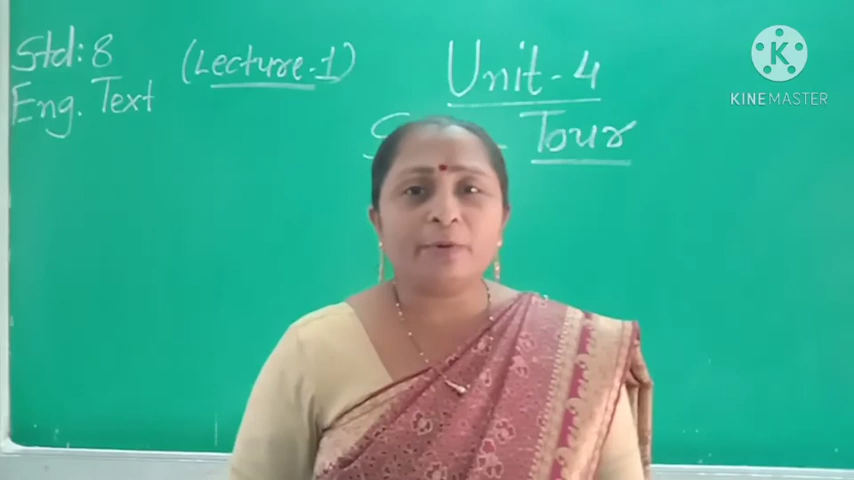 Std: 8
(Lecture-1)
Unit-4
Eng. Text
Tour
K
KINEMASTER